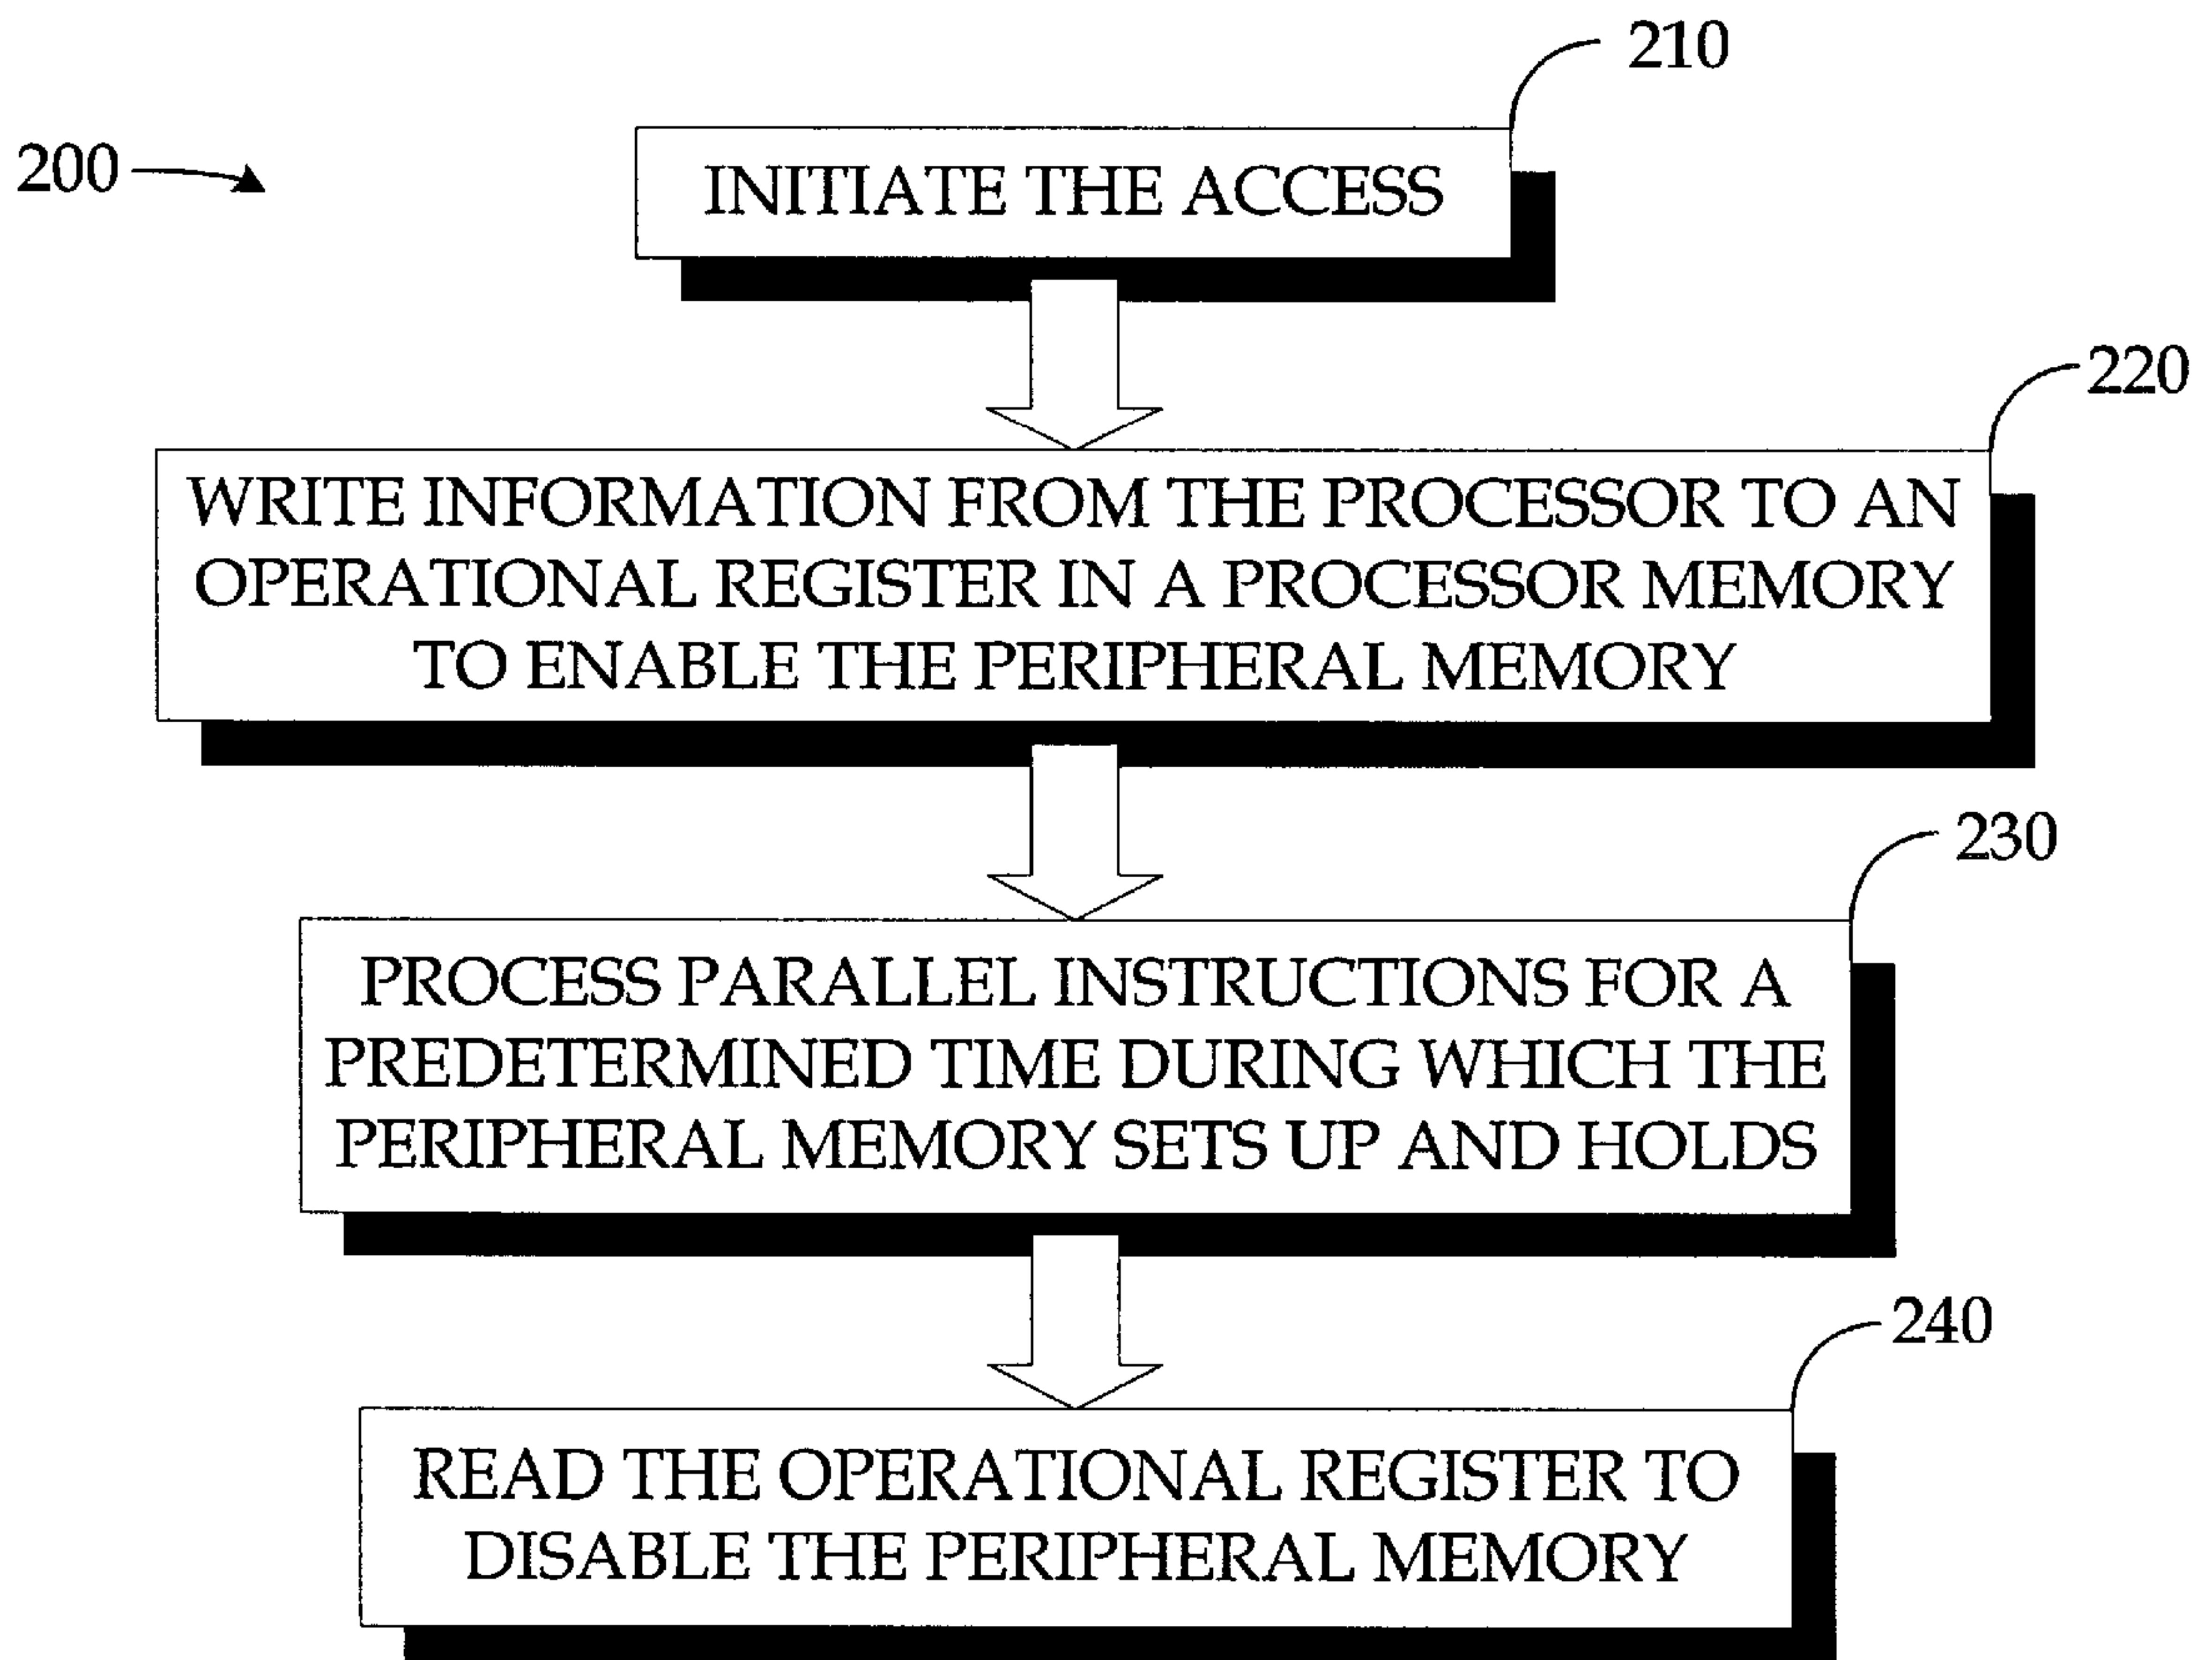 210
200
INITIATE THE ACCESS
220
WRITE INFORMATION FROM THE PROCESSOR TO AN
OPERATIONAL REGISTER IN A PROCESSOR MEMORY
TO ENABLE THE PERIPHERAL MEMORY
230
PROCESS PARALLEL INSTRUCTIONS FOR A
PREDETERMINED TIME DURING WHICH THE
PERIPHERAL MEMORY SETS UP AND HOLDS
240
READ THE OPERATIONAL REGISTER TO
DISABLE THE PERIPHERAL MEMORY